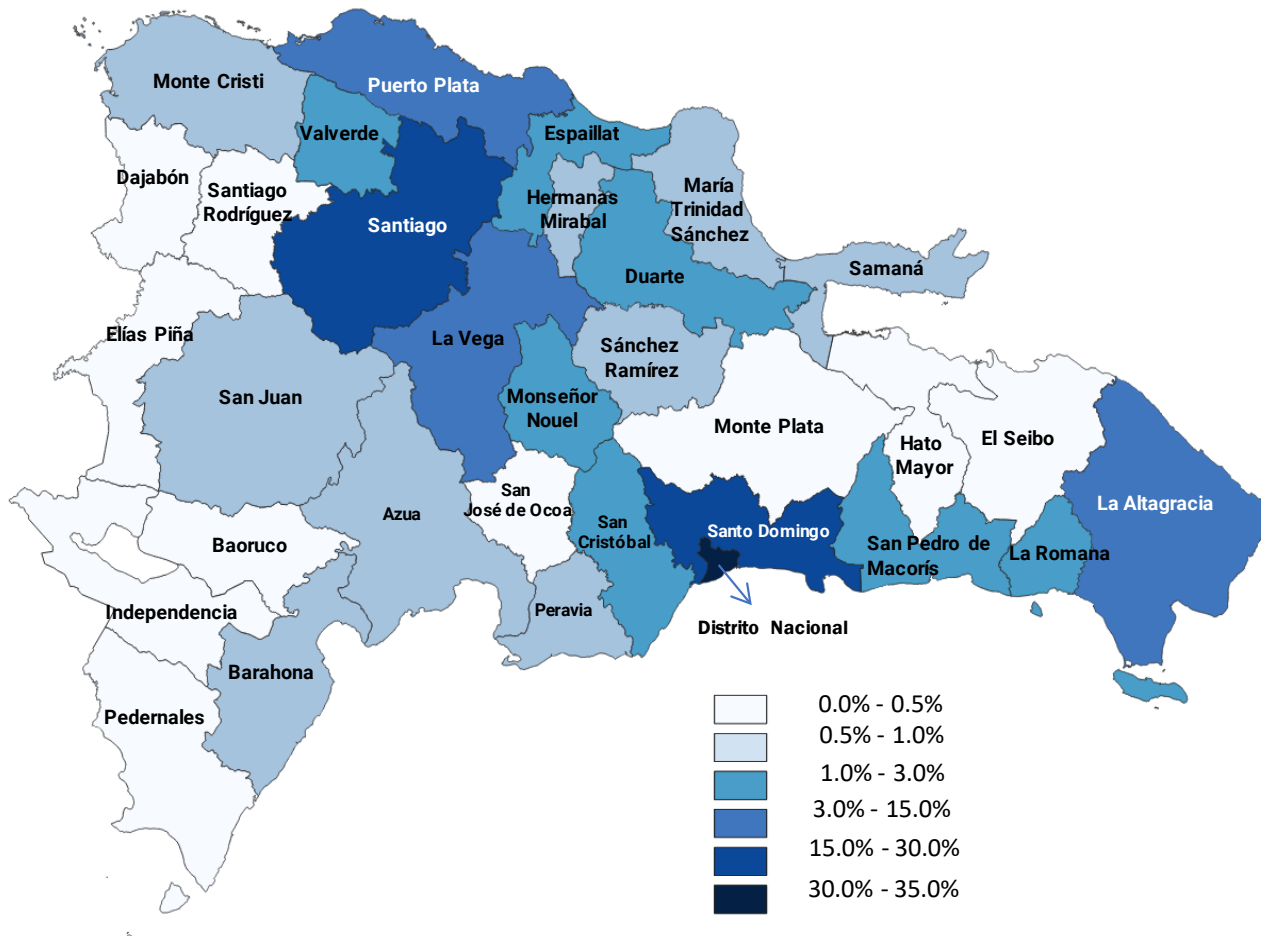 Monte Cristi
Puerto Plata
Valverde
Espaillat
Dajabón
Santiago
Rodríguez
Santiago
Hermanas
Mirabal
María
Trinidad
Sánchez
Duarte
Samaná
Elías Piña
La Vega
Sánchez
Ramírez
San Juan
Monseñor
Nouel
Monte Plata
Hato
Mayor
El Seibo
La Altagracia
San
José de Ocoa
Azua
San
Cristóbal
Santo Domingo
San Pedro de
Macorís
La Romana
Baoruco
Independencia
Peravia
Distrito Nacional
Barahona
Pedernales
0.0% - 0.5%
0.5% - 1.0%
1.0% - 3.0%
3.0% - 15.0%
15.0% - 30.0%
30.0% - 35.0%